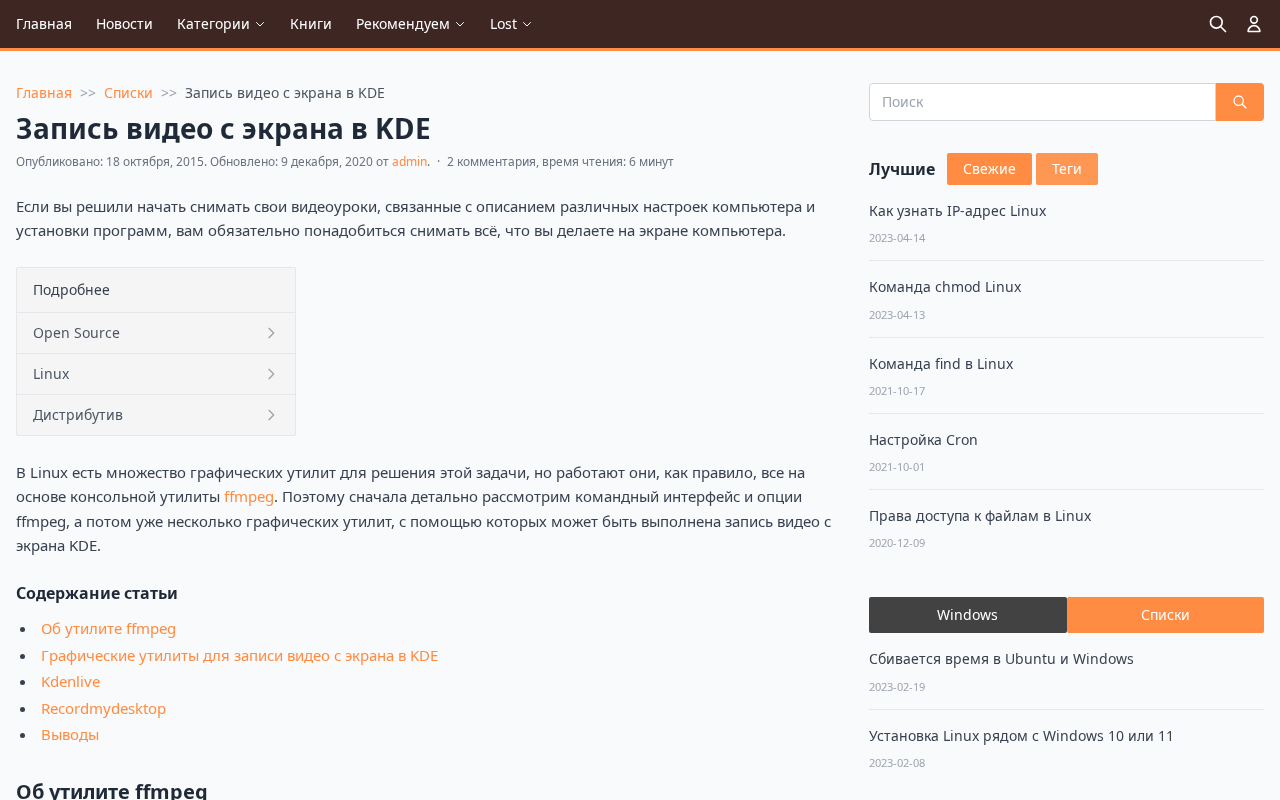 Главная Новости Категории Книги Рекомендуем Lost
Главная >> Списки >> Запись видео с экрана в KDE
Запись видео с экрана в KDE
Опубликовано: 18 октября, 2015. Обновлено: 9 декабря, 2020 от admin. · 2 комментария, время чтения: 6 минут
Если вы решили начать снимать свои видеоуроки, связанные с описанием различных настроек компьютера и
установки программ, вам обязательно понадобиться снимать всё, что вы делаете на экране компьютера.
Подробнее
Open Source
Linux
Дистрибутив
В Linux есть множество графических утилит для решения этой задачи, но работают они, как правило, все на
основе консольной утилиты ffmpeg. Поэтому сначала детально рассмотрим командный интерфейс и опции
ffmpeg, а потом уже несколько графических утилит, с помощью которых может быть выполнена запись видео с
экрана KDE.
Содержание статьи
Об утилите ffmpeg
Графические утилиты для записи видео с экрана в KDE
Kdenlive
Recordmydesktop
Выводы
Об утилите ffmpeg
Поиск
Лучшие Свежие Теги
Как узнать IP-адрес Linux
2023-04-14
Команда chmod Linux
2023-04-13
Команда find в Linux
2021-10-17
Настройка Cron
2021-10-01
Права доступа к файлам в Linux
2020-12-09
Windows Списки
Сбивается время в Ubuntu и Windows
2023-02-19
Установка Linux рядом с Windows 10 или 11
2023-02-08